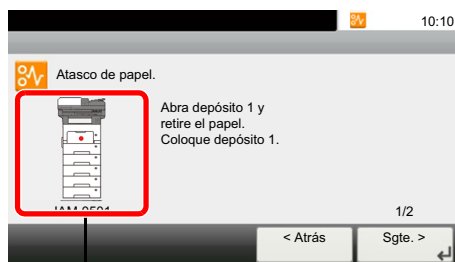 10:10
Atasco de papel.
Abra depósito 1 y
retire el papel.
Coloque depósito 1.
1/2
< Atrás
Sgte. >